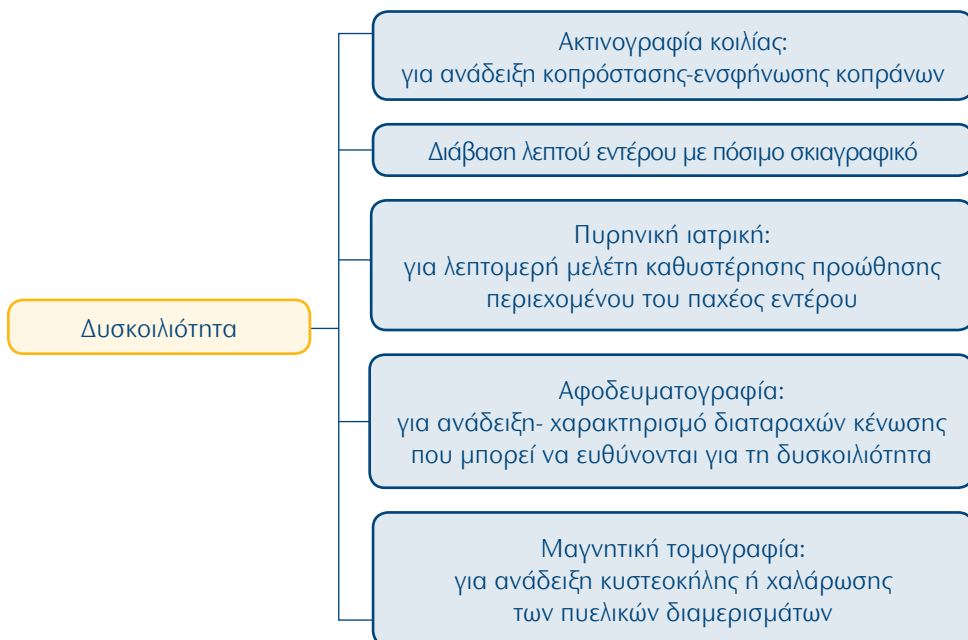 Ακτινογραφία κοιλίας:
για ανάδειξη κοπρόστασης-ενσφήνωσης κοπράνων
Διάβαση λεπτού εντέρου με πόσιμο σκιαγραφικό
Πυρηνική ιατρική:
για λεπτομερή μελέτη καθυστέρησης προώθησης
περιεχομένου του παχέος εντέρου
Δυσκοιλιότητα
Αφοδευματογραφία:
για ανάδειξη- χαρακτηρισμό διαταραχών κένωσης
που μπορεί να ευθύνονται για τη δυσκοιλιότητα
Μαγνητική τομογραφία:
για ανάδειξη κυστεοκήλης ή χαλάρωσης
των πυελικών διαμερισμάτων